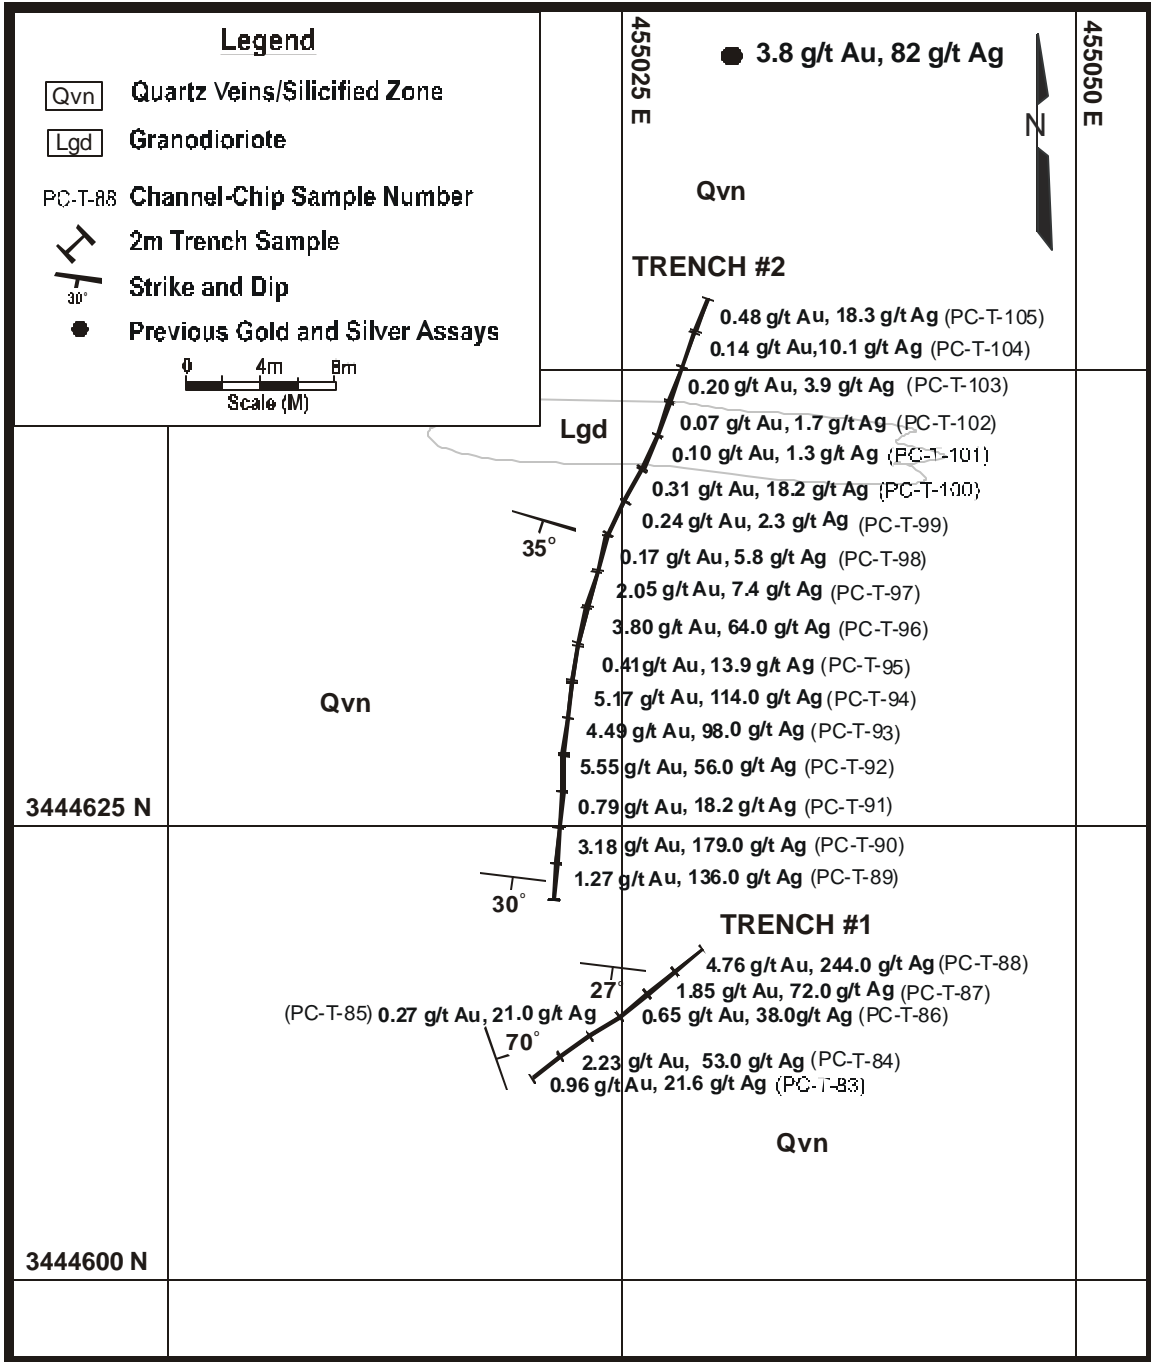 Legend
Qvn Quartz Veins/Silicified Zone
Lgd Granodioriote
PC-T-88 Channel-Chip Sample Number
2m Trench Sample
30° Strike and Dip
Previous Gold and Silver Assays
0 4m 8m
Scale (M)
455025 E
3.8 g/t Au, 82 g/t Ag
455050 E
N
Qvn
TRENCH #2
0.48 g/t Au, 18.3 g/t Ag (PC-T-105)
0.14 g/t Au,10.1 g/t Ag (PC-T-104)
0.20 g/t Au, 3.9 g/t Ag (PC-T-103)
0.07 g/t Au, 1.7 g/t Ag (PC-T-102)
Lgd
0.10 g/t Au, 1.3 g/t Ag (PC-T-101)
0.31 g/t Au, 18.2 g/t Ag (PC-T-100)
0.24 g/t Au, 2.3 g/t Ag (PC-T-99)
35°
0.17 g/t Au, 5.8 g/t Ag (PC-T-98)
2.05 g/t Au, 7.4 g/t Ag (PC-T-97)
3.80 g/t Au, 64.0 g/t Ag (PC-T-96)
0.41g/t Au, 13.9 g/t Ag (PC-T-95)
5.17 g/t Au, 114.0 g/t Ag (PC-T-94)
Qvn
4.49 g/t Au, 98.0 g/t Ag (PC-T-93)
5.55 g/t Au, 56.0 g/t Ag (PC-T-92)
3444625 N
0.79 g/t Au, 18.2 g/t Ag (PC-T-91)
3.18 g/t Au, 179.0 g/t Ag (PC-T-90)
1.27 g/t Au, 136.0 g/t Ag (PC-T-89)
30°
TRENCH #1
4.76 g/t Au, 244.0 g/t Ag (PC-T-88)
27°
1.85 g/t Au, 72.0 g/t Ag (PC-T-87)
(PC-T-85) 0.27 g/t Au, 21.0 g/t Ag
0.65 g/t Au, 38.0g/t Ag (PC-T-86)
70°
2.23 g/t Au, 53.0 g/t Ag (PC-T-84)
0.96 g/t Au, 21.6 g/t Ag (PC-T-83)
Qvn
3444600 N